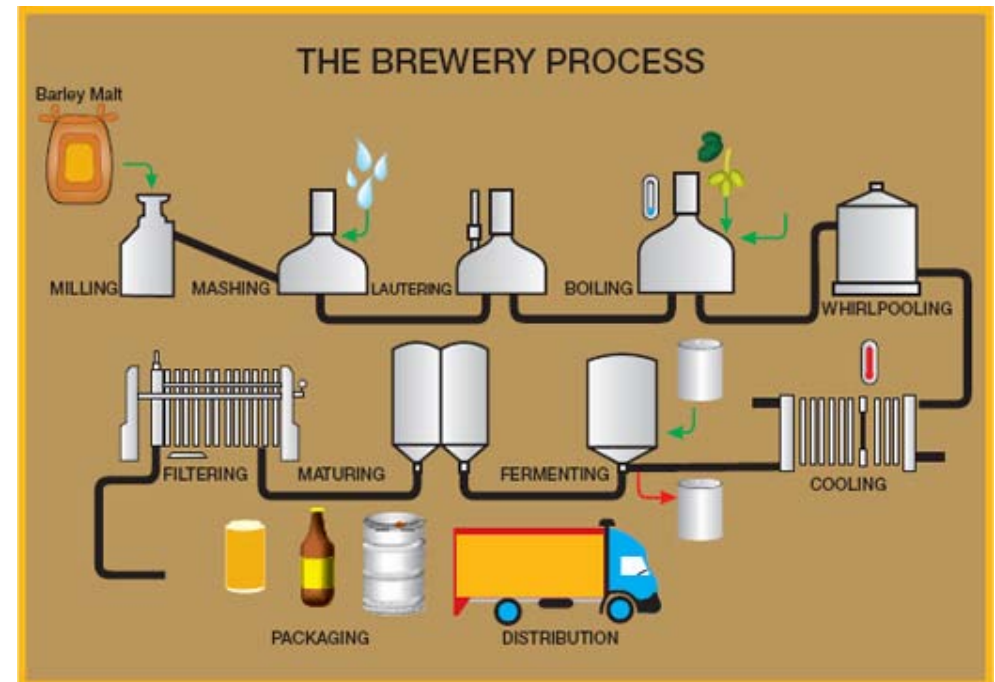 THE BREWERY PROCESS
Barley Malt
MILLING
MASHING
LAUTERING
BOILING
WHIRLPOOLING
FILTERING
MATURING
FERMENTING
COOLING
PACKAGING
DISTRIBUTION